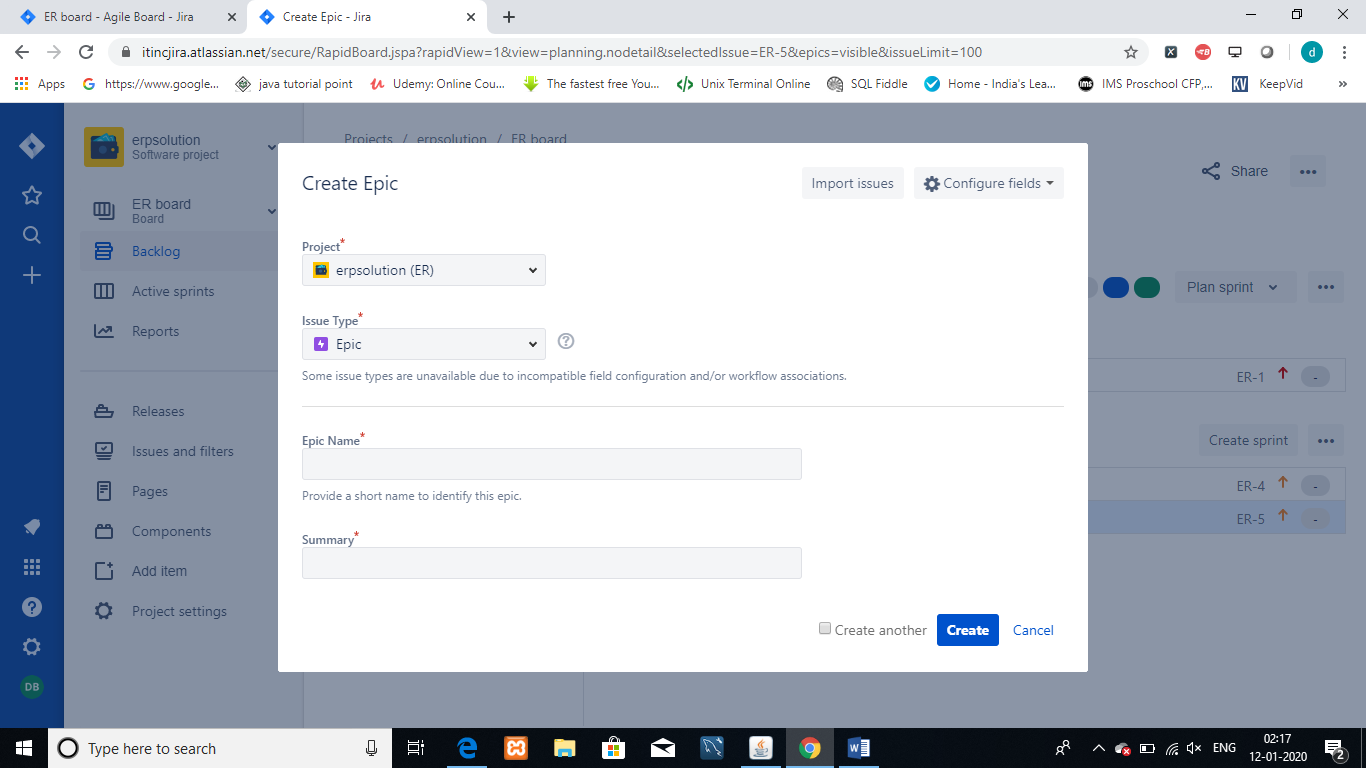 ER board - Agile Board - Jira
Create Epic - Jira
itincjira.atlassian.net/secure/RapidBoard.jspa?rapidView=1&view=planning.nodetail&selectedIssue=ER-5&epics=visible&issueLimit=100
d
Apps
https://www.google...
java tutorial point
Udemy: Online Cou...
The fastest free You...
Unix Terminal Online
SQL Fiddle
Home - India's Lea...
IMS Proschool CFP,...
KeepVid
erpsolution
Software project
ER board
Board
Backlog
Active sprints
Reports
Releases
Issues and filters
Pages
Components
Add item
Project settings
DB
Projects / erpsolution / ER board
Share
Plan sprint
ER-1 -
Create sprint
ER-4 -
ER-5 -
Create Epic
Import issues
Configure fields
Project*
erpsolution (ER)
Issue Type*
Epic
Some issue types are unavailable due to incompatible field configuration and/or workflow associations.
Epic Name*
Provide a short name to identify this epic.
Summary*
Create another
Create
Cancel
Type here to search
ENG
02:17
12-01-2020
2